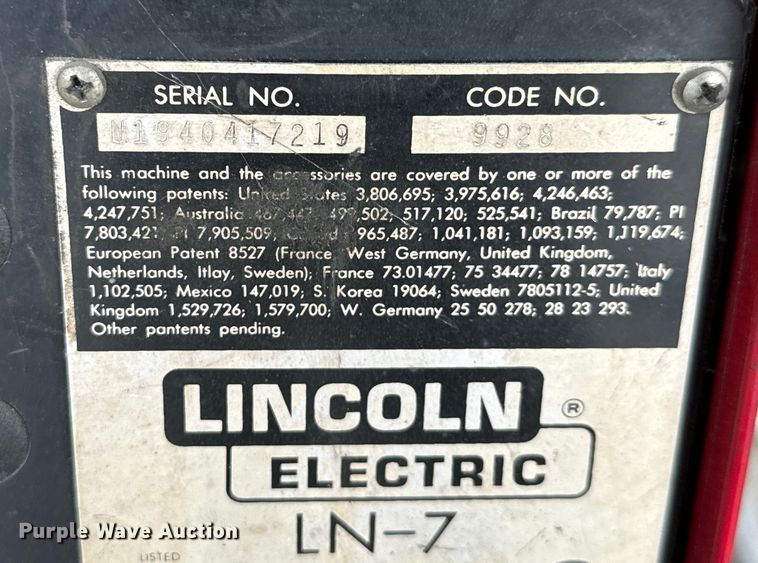 SERIAL NO. CODE NO.
U1940417219 9928
This machine and the accessories are covered by one or more of the
following patents: United States 3,806,695; 3,975,616; 4,246,463;
4,247,751; Australia 499,502; 517,120; 525,541; Brazil 79,787; PI
7,803,421; PI 7,905,509; 965,487; 1,041,181; 1,093,159; 1,119,674;
European Patent 8527 (France, West Germany, United Kingdom,
Netherlands, Itlay, Sweden); France 73.01477; 75 34477; 78 14757; Italy
1,102,505; Mexico 147,019; S. Korea 19064; Sweden 7805112-5; United
Kingdom 1,529,726; 1,579,700; W. Germany 25 50 278; 28 23 293.
Other pantents pending.
LINCOLN ®
ELECTRIC
LN-7
LISTED
Purple Wave Auction